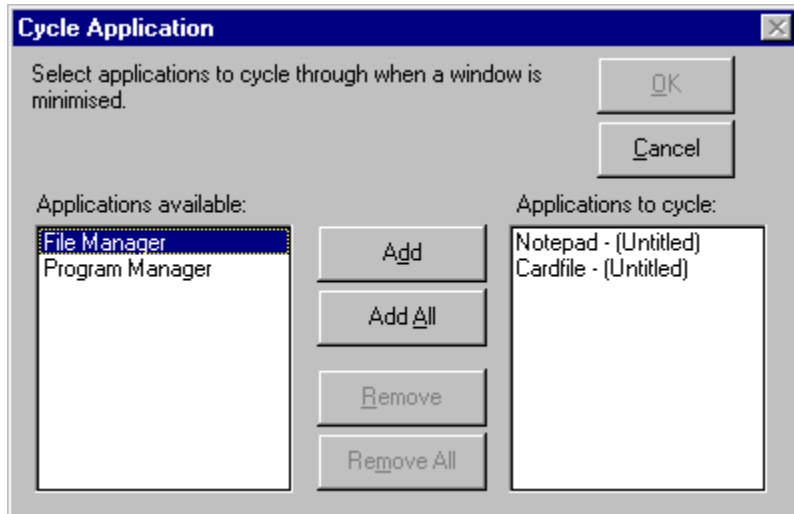 Cycle Application
Select applications to cycle through when a window is
minimised.
OK
Cancel
Applications available:
File Manager
Program Manager
Add
Add All
Remove
Remove All
Applications to cycle:
Notepad - (Untitled)
Cardfile - (Untitled)